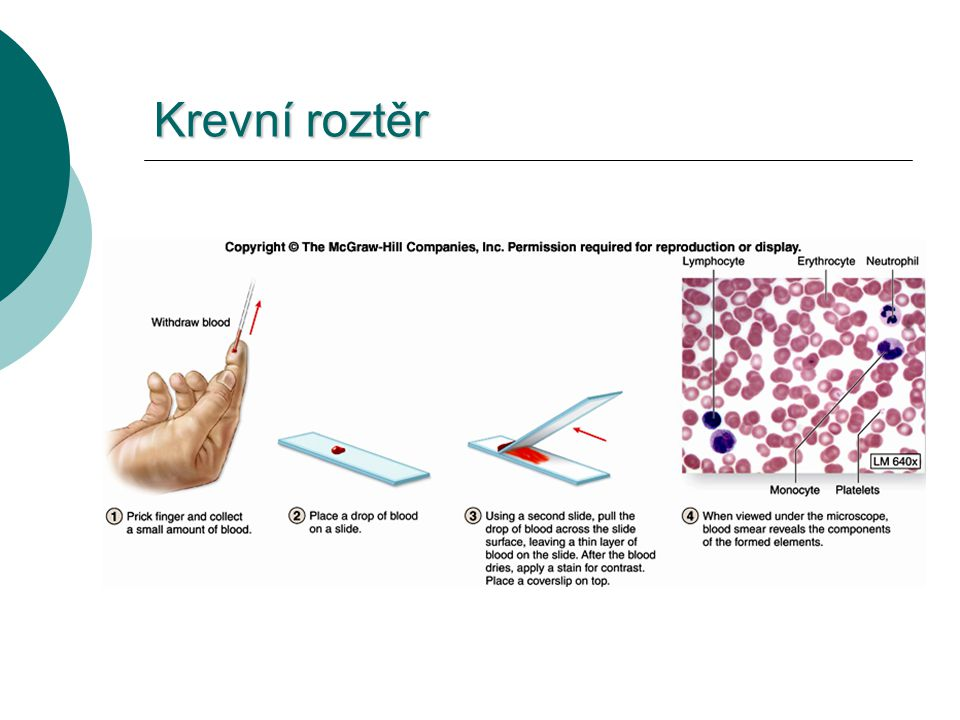 Krevní roztěr
Copyright © The McGraw-Hill Companies, Inc. Permission required for reproduction or display.
Withdraw blood
Lymphocyte
Erythrocyte
Neutrophil
LM 640x
Monocyte
Platelets
1 Prick finger and collect
a small amount of blood.
2 Place a drop of blood
on a slide.
3 Using a second slide, pull the
drop of blood across the slide
surface, leaving a thin layer of
blood on the slide. After the blood
dries, apply a stain for contrast.
Place a coverslip on top.
4 When viewed under the microscope,
blood smear reveals the components
of the formed elements.